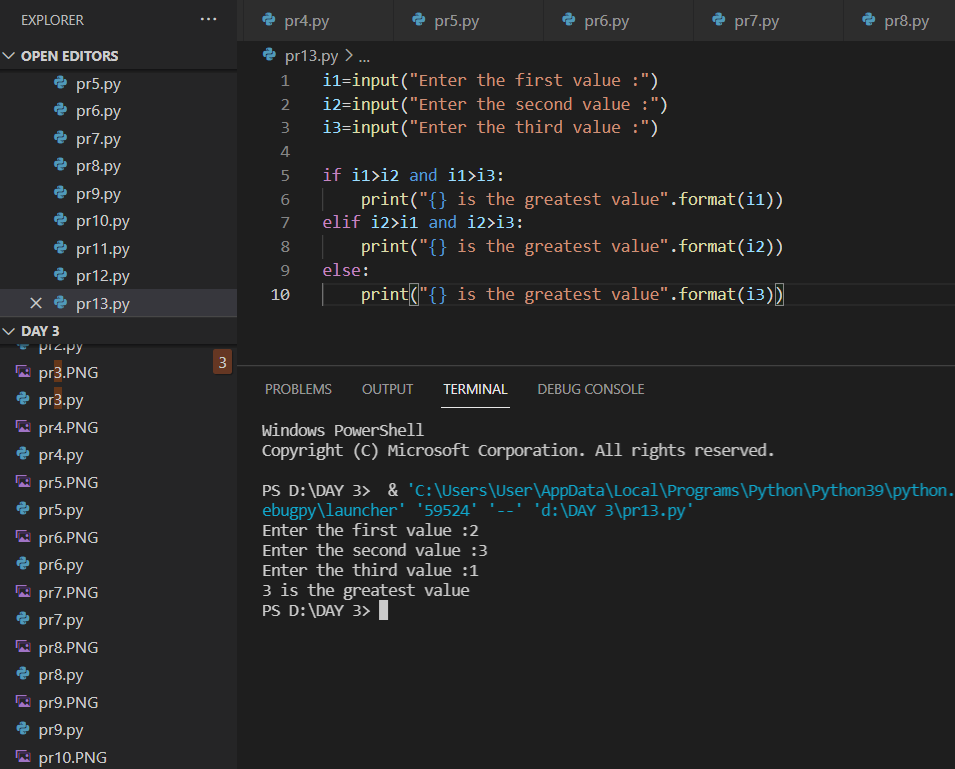 EXPLORER
···
OPEN EDITORS
pr5.py
pr6.py
pr7.py
pr8.py
pr9.py
pr10.py
pr11.py
pr12.py
pr13.py
DAY 3
pr2.py
3
pr3.PNG
pr3.py
pr4.PNG
pr4.py
pr5.PNG
pr5.py
pr6.PNG
pr6.py
pr7.PNG
pr7.py
pr8.PNG
pr8.py
pr9.PNG
pr9.py
pr10.PNG
pr4.py pr5.py pr6.py pr7.py pr8.py
pr13.py > ...
1 i1=input("Enter the first value :")
2 i2=input("Enter the second value :")
3 i3=input("Enter the third value :")
4
5 if i1>i2 and i1>i3:
6     print("{} is the greatest value".format(i1))
7 elif i2>i1 and i2>i3:
8     print("{} is the greatest value".format(i2))
9 else:
10     print("{} is the greatest value".format(i3))
PROBLEMS OUTPUT TERMINAL DEBUG CONSOLE
Windows PowerShell
Copyright (C) Microsoft Corporation. All rights reserved.
PS D:\DAY 3>  & 'C:\Users\User\AppData\Local\Programs\Python\Python39\python.
ebugpy\launcher' '59524' '--' 'd:\DAY 3\pr13.py'
Enter the first value :2
Enter the second value :3
Enter the third value :1
3 is the greatest value
PS D:\DAY 3>